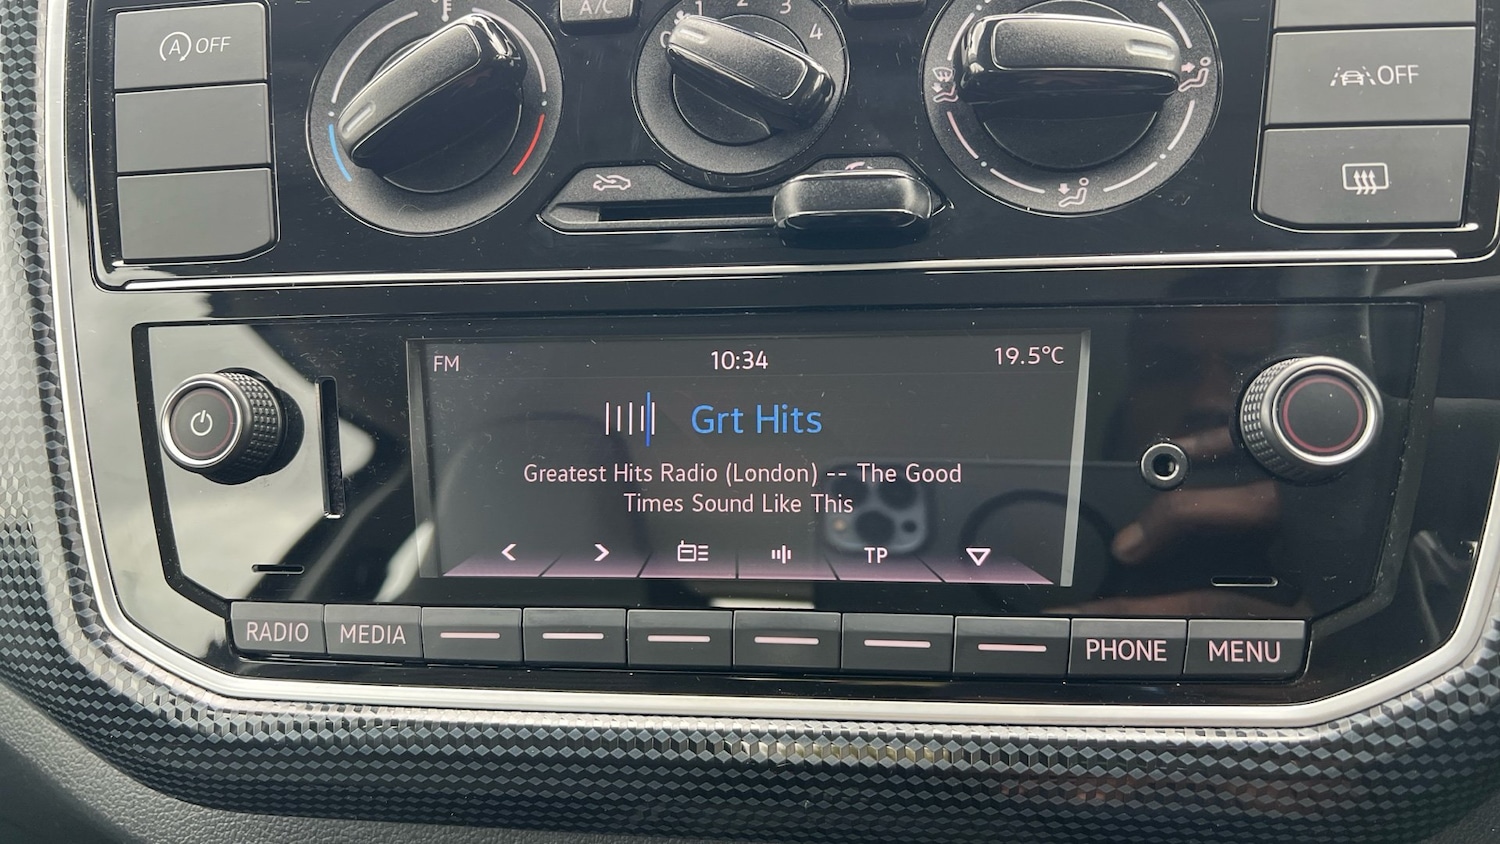 A/C
A OFF
1 2 3 4
0
OFF
FM 10:34 19.5°C
Grt Hits
Greatest Hits Radio (London) -- The Good
Times Sound Like This
TP
RADIO MEDIA PHONE MENU